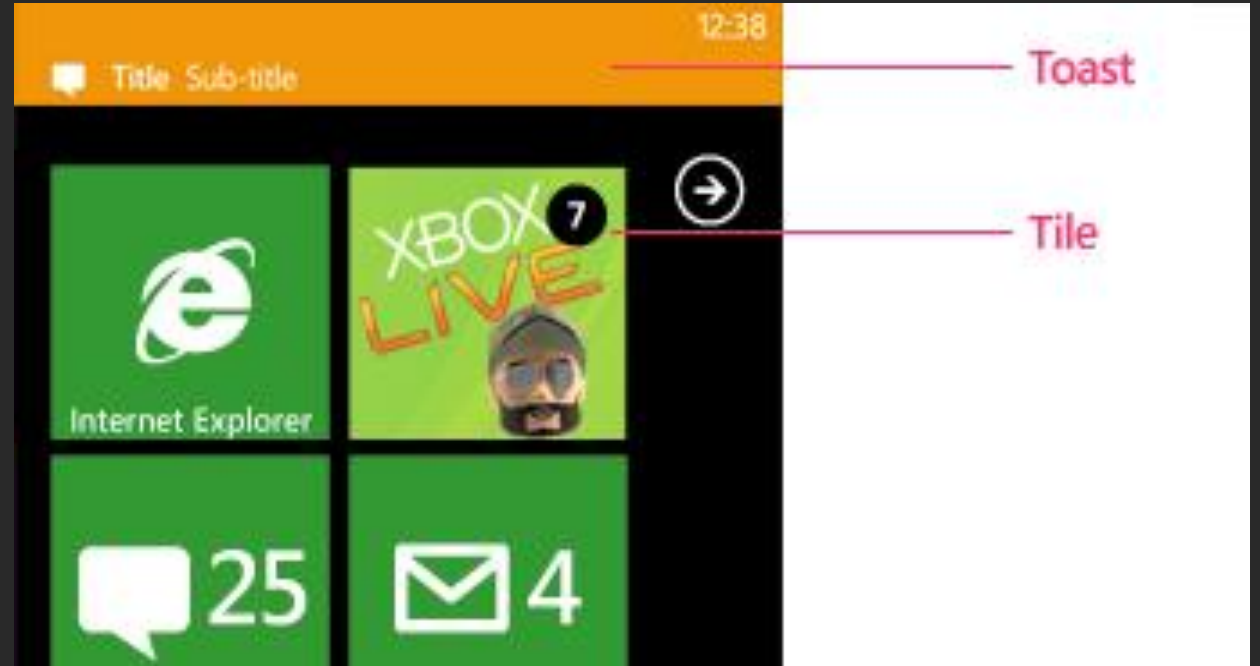 12:38
Title Sub-title
Toast
XBOX 7
LIVE
Tile
Internet Explorer
25
4